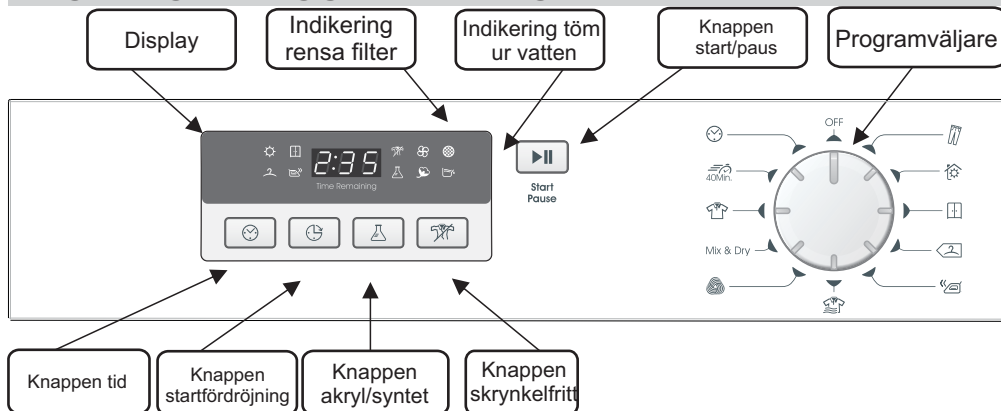 Display
Indikering
rensa filter
Indikering töm
ur vatten
Knappen
start/paus
Programväljare
2:35
Time Remaining
Start
Pause
OFF
40Min.
Mix & Dry
Knappen tid
Knappen
startfördröjning
Knappen
akryl/syntet
Knappen
skrynkelfritt